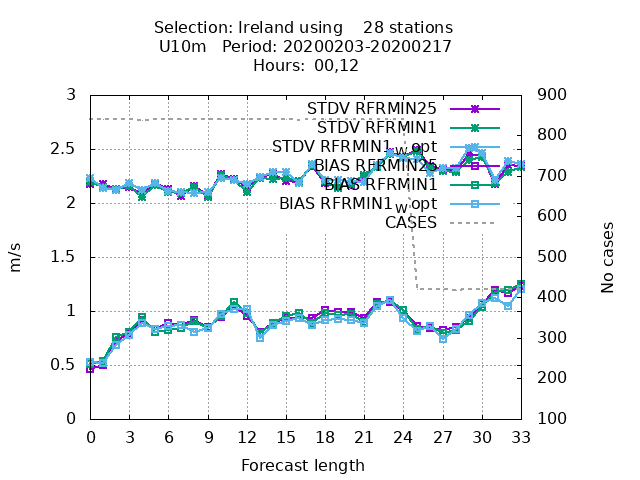 Selection: Ireland using    28 stations
U10m   Period: 20200203-20200217
Hours: 00,12
3
2.5
2
1.5
1
0.5
0
900
800
700
600
500
400
300
200
100
STDV RFRMIN25
STDV RFRMIN1
STDV RFRMIN1_W_opt
BIAS RFRMIN25
BIAS RFRMIN1
BIAS RFRMIN1_W_opt
CASES
m/s
No cases
0 3 6 9 12 15 18 21 24 27 30 33
Forecast length